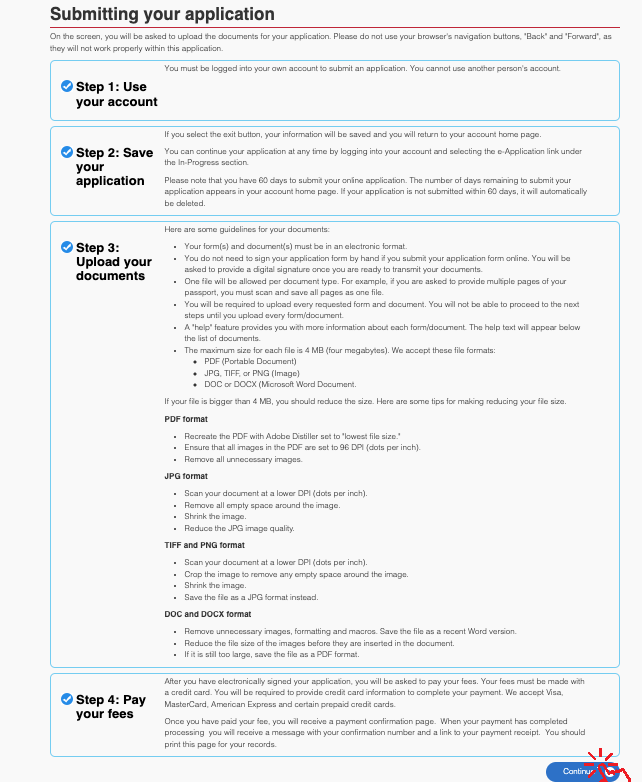 Submitting your application
On the screen, you will be asked to upload the documents for your application. Please do not use your browser's navigation buttons, "Back" and "Forward", as
they will not work properly within this application.
Step 1: Use
your account
You must be logged into your own account to submit an application. You cannot use another person's account.
Step 2: Save
your
application
If you select the exit button, your information will be saved and you will return to your account home page.
You can continue your application at any time by logging into your account and selecting the e-Application link under
the In-Progress section.
Please note that you have 60 days to submit your online application. The number of days remaining to submit your
application appears in your account home page. If your application is not submitted within 60 days, it will automatically
be deleted.
Step 3:
Upload your
documents
Here are some guidelines for your documents:
• Your form(s) and document(s) must be in an electronic format.
• You do not need to sign your application form by hand if you submit your application form online. You will be
asked to provide a digital signature once you are ready to transmit your documents.
• One file will be allowed per document type. For example, if you are asked to provide multiple pages of your
passport, you must scan and save all pages as one file.
• You will be required to upload every requested form and document. You will not be able to proceed to the next
steps until you upload every form/document.
• A "help" feature provides you with more information about each form/document. The help text will appear below
the list of documents.
• The maximum size for each file is 4 MB (four megabytes). We accept these file formats:
• PDF (Portable Document)
• JPG, TIFF, or PNG (Image)
• DOC or DOCX (Microsoft Word Document.
If your file is bigger than 4 MB, you should reduce the size. Here are some tips for making reducing your file size.
PDF format
• Recreate the PDF with Adobe Distiller set to "lowest file size."
• Ensure that all images in the PDF are set to 96 DPI (dots per inch).
• Remove all unnecessary images.
JPG format
• Scan your document at a lower DPI (dots per inch).
• Remove all empty space around the image.
• Shrink the image.
• Reduce the JPG image quality.
TIFF and PNG format
• Scan your document at a lower DPI (dots per inch).
• Crop the image to remove any empty space around the image.
• Shrink the image.
• Save the file as a JPG format instead.
DOC and DOCX format
• Remove unnecessary images, formatting and macros. Save the file as a recent Word version.
• Reduce the file size of the images before they are inserted in the document.
• If it is still too large, save the file as a PDF format.
Step 4: Pay
your fees
After you have electronically signed your application, you will be asked to pay your fees. Your fees must be made with
a credit card. You will be required to provide credit card information to complete your payment. We accept Visa,
MasterCard, American Express and certain prepaid credit cards.
Once you have paid your fee, you will receive a payment confirmation page. When your payment has completed
processing you will receive a message with your confirmation number and a link to your payment receipt. You should
print this page for your records.
Continue